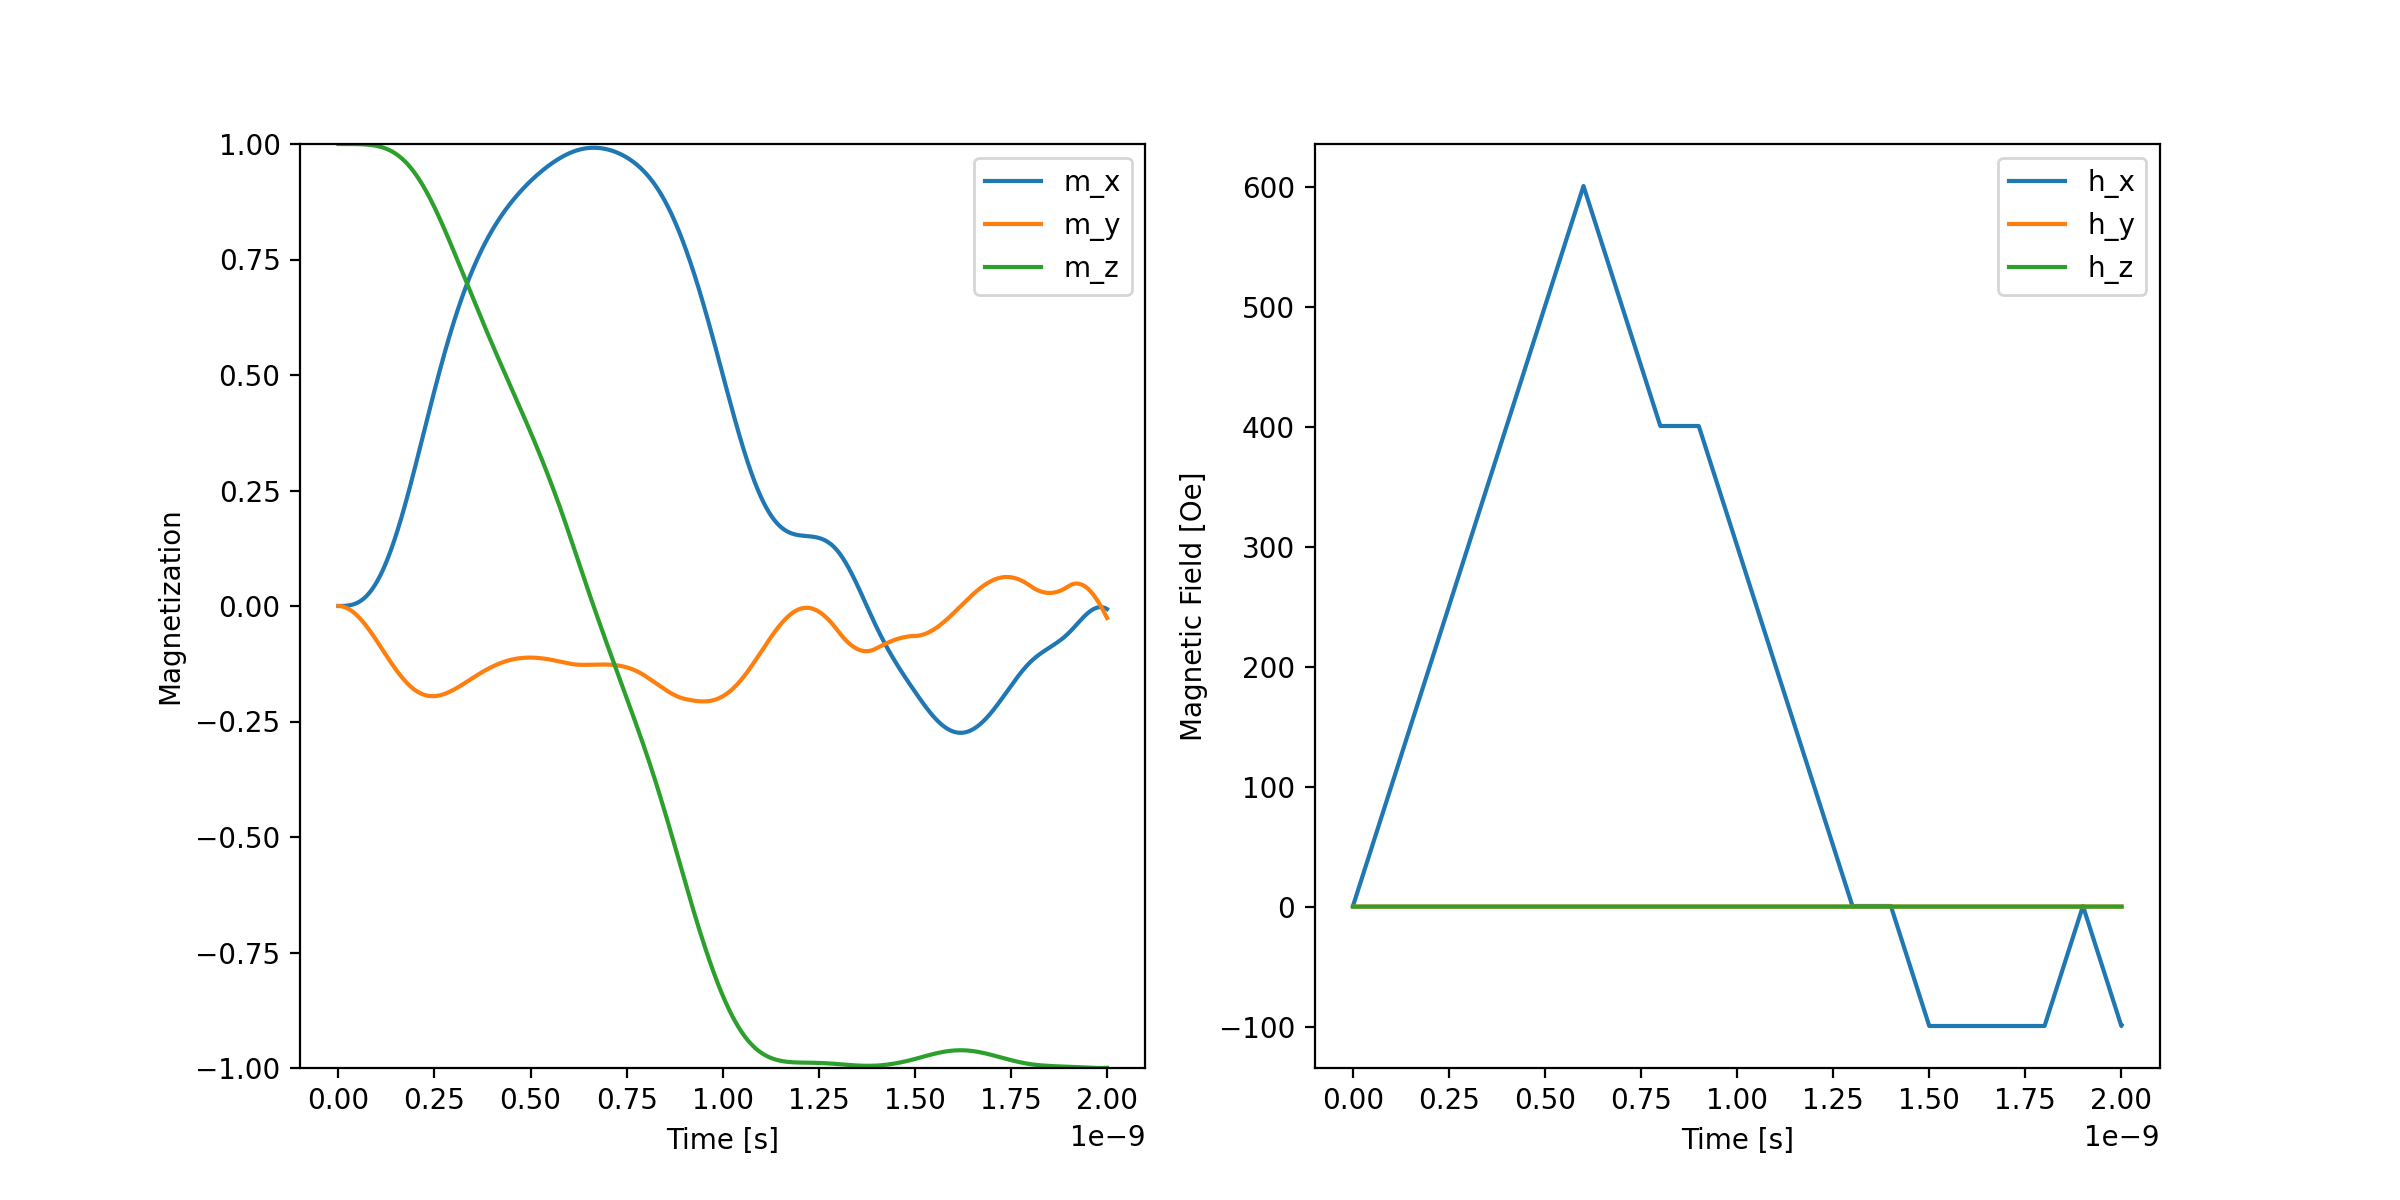 1.00
0.75
0.50
0.25
0.00
−0.25
−0.50
−0.75
−1.00
Magnetization
m_x
m_y
m_z
0.00 0.25 0.50 0.75 1.00 1.25 1.50 1.75 2.00
Time [s]
1e−9
600
500
400
300
200
100
0
−100
Magnetic Field [Oe]
h_x
h_y
h_z
0.00 0.25 0.50 0.75 1.00 1.25 1.50 1.75 2.00
Time [s]
1e−9